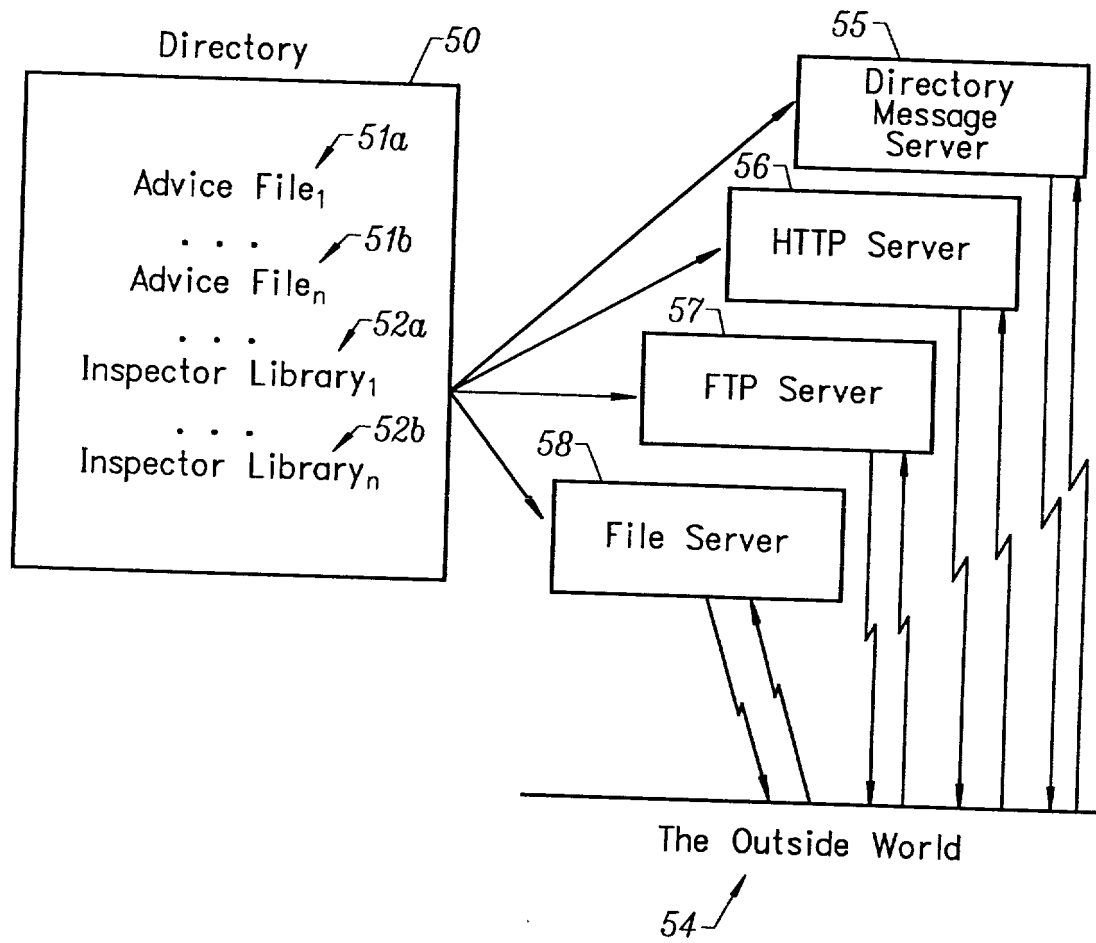 Directory
50
51a
Advice File₁
. . .
51b
Advice Fileₙ
. . .
52a
Inspector Library₁
. . .
52b
Inspector Libraryₙ
55
Directory
Message
Server
56
HTTP Server
57
FTP Server
58
File Server
The Outside World
54